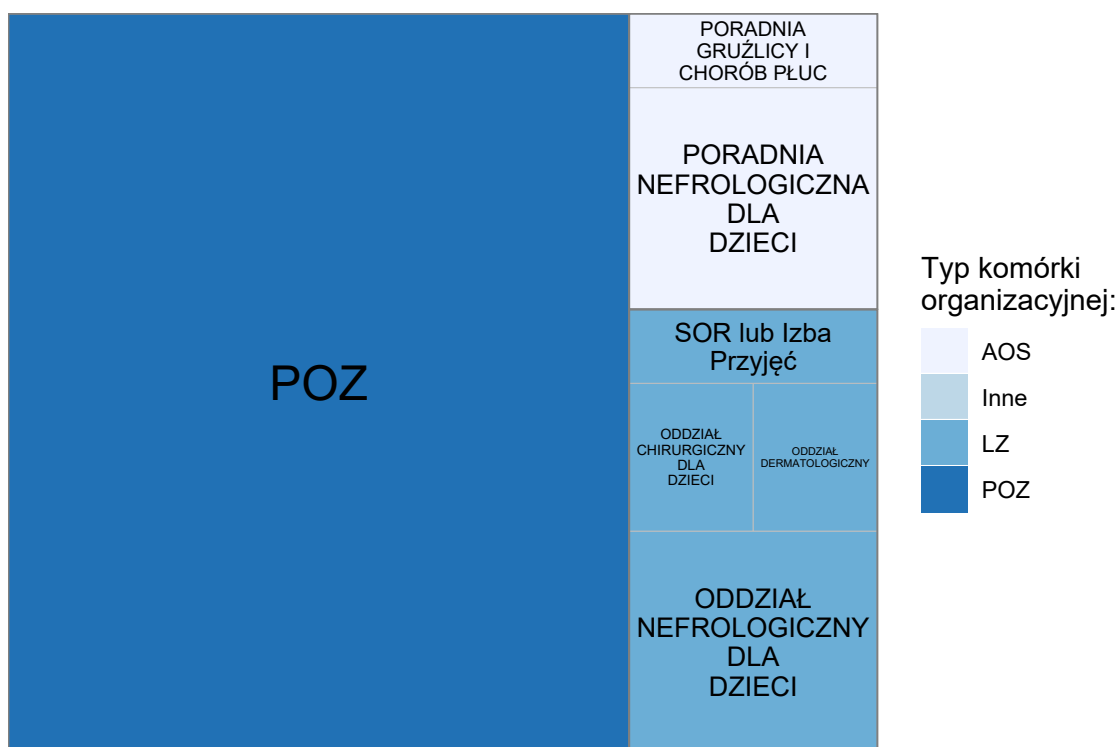 POZ
PORADNIA
GRUŹLICY I
CHORÓB PŁUC
PORADNIA
NEFROLOGICZNA
DLA
DZIECI
SOR lub Izba
Przyjęć
ODDZIAŁ
CHIRURGICZNY
DLA
DZIECI
ODDZIAŁ
DERMATOLOGICZNY
ODDZIAŁ
NEFROLOGICZNY
DLA
DZIECI
Typ komórki
organizacyjnej:
AOS
Inne
LZ
POZ